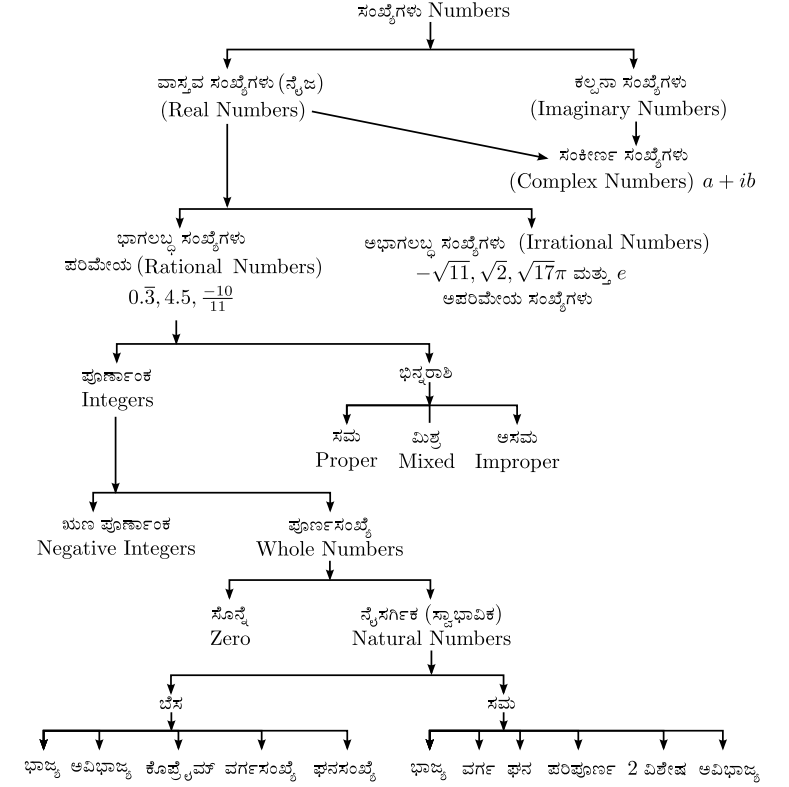 ಸಂಖ್ಯೆಗಳು Numbers
ವಾಸ್ತವ ಸಂಖ್ಯೆಗಳು (ನೈಜ)
(Real Numbers)
ಕಲ್ಪನಾ ಸಂಖ್ಯೆಗಳು
(Imaginary Numbers)
ಸಂಕೀರ್ಣ ಸಂಖ್ಯೆಗಳು
(Complex Numbers) a + ib
ಭಾಗಲಬ್ಧ ಸಂಖ್ಯೆಗಳು
ಪರಿಮೇಯ (Rational Numbers)
0.3̅, 4.5, −10/11
ಅಭಾಗಲಬ್ಧ ಸಂಖ್ಯೆಗಳು (Irrational Numbers)
−√11, √2, √17π ಮತ್ತು e
ಅಪರಿಮೇಯ ಸಂಖ್ಯೆಗಳು
ಪೂರ್ಣಾಂಕ
Integers
ಭಿನ್ನರಾಶಿ
ಸಮ
Proper
ಮಿಶ್ರ
Mixed
ಅಸಮ
Improper
ಋಣ ಪೂರ್ಣಾಂಕ
Negative Integers
ಪೂರ್ಣಸಂಖ್ಯೆ
Whole Numbers
ಸೊನ್ನೆ
Zero
ನೈಸರ್ಗಿಕ (ಸ್ವಾಭಾವಿಕ)
Natural Numbers
ಬೆಸ
ಸಮ
ಭಾಜ್ಯ ಅವಿಭಾಜ್ಯ ಕೊಪ್ರೈಮ್ ವರ್ಗಸಂಖ್ಯೆ ಘನಸಂಖ್ಯೆ
ಭಾಜ್ಯ ವರ್ಗ ಘನ ಪರಿಪೂರ್ಣ 2 ವಿಶೇಷ ಅವಿಭಾಜ್ಯ